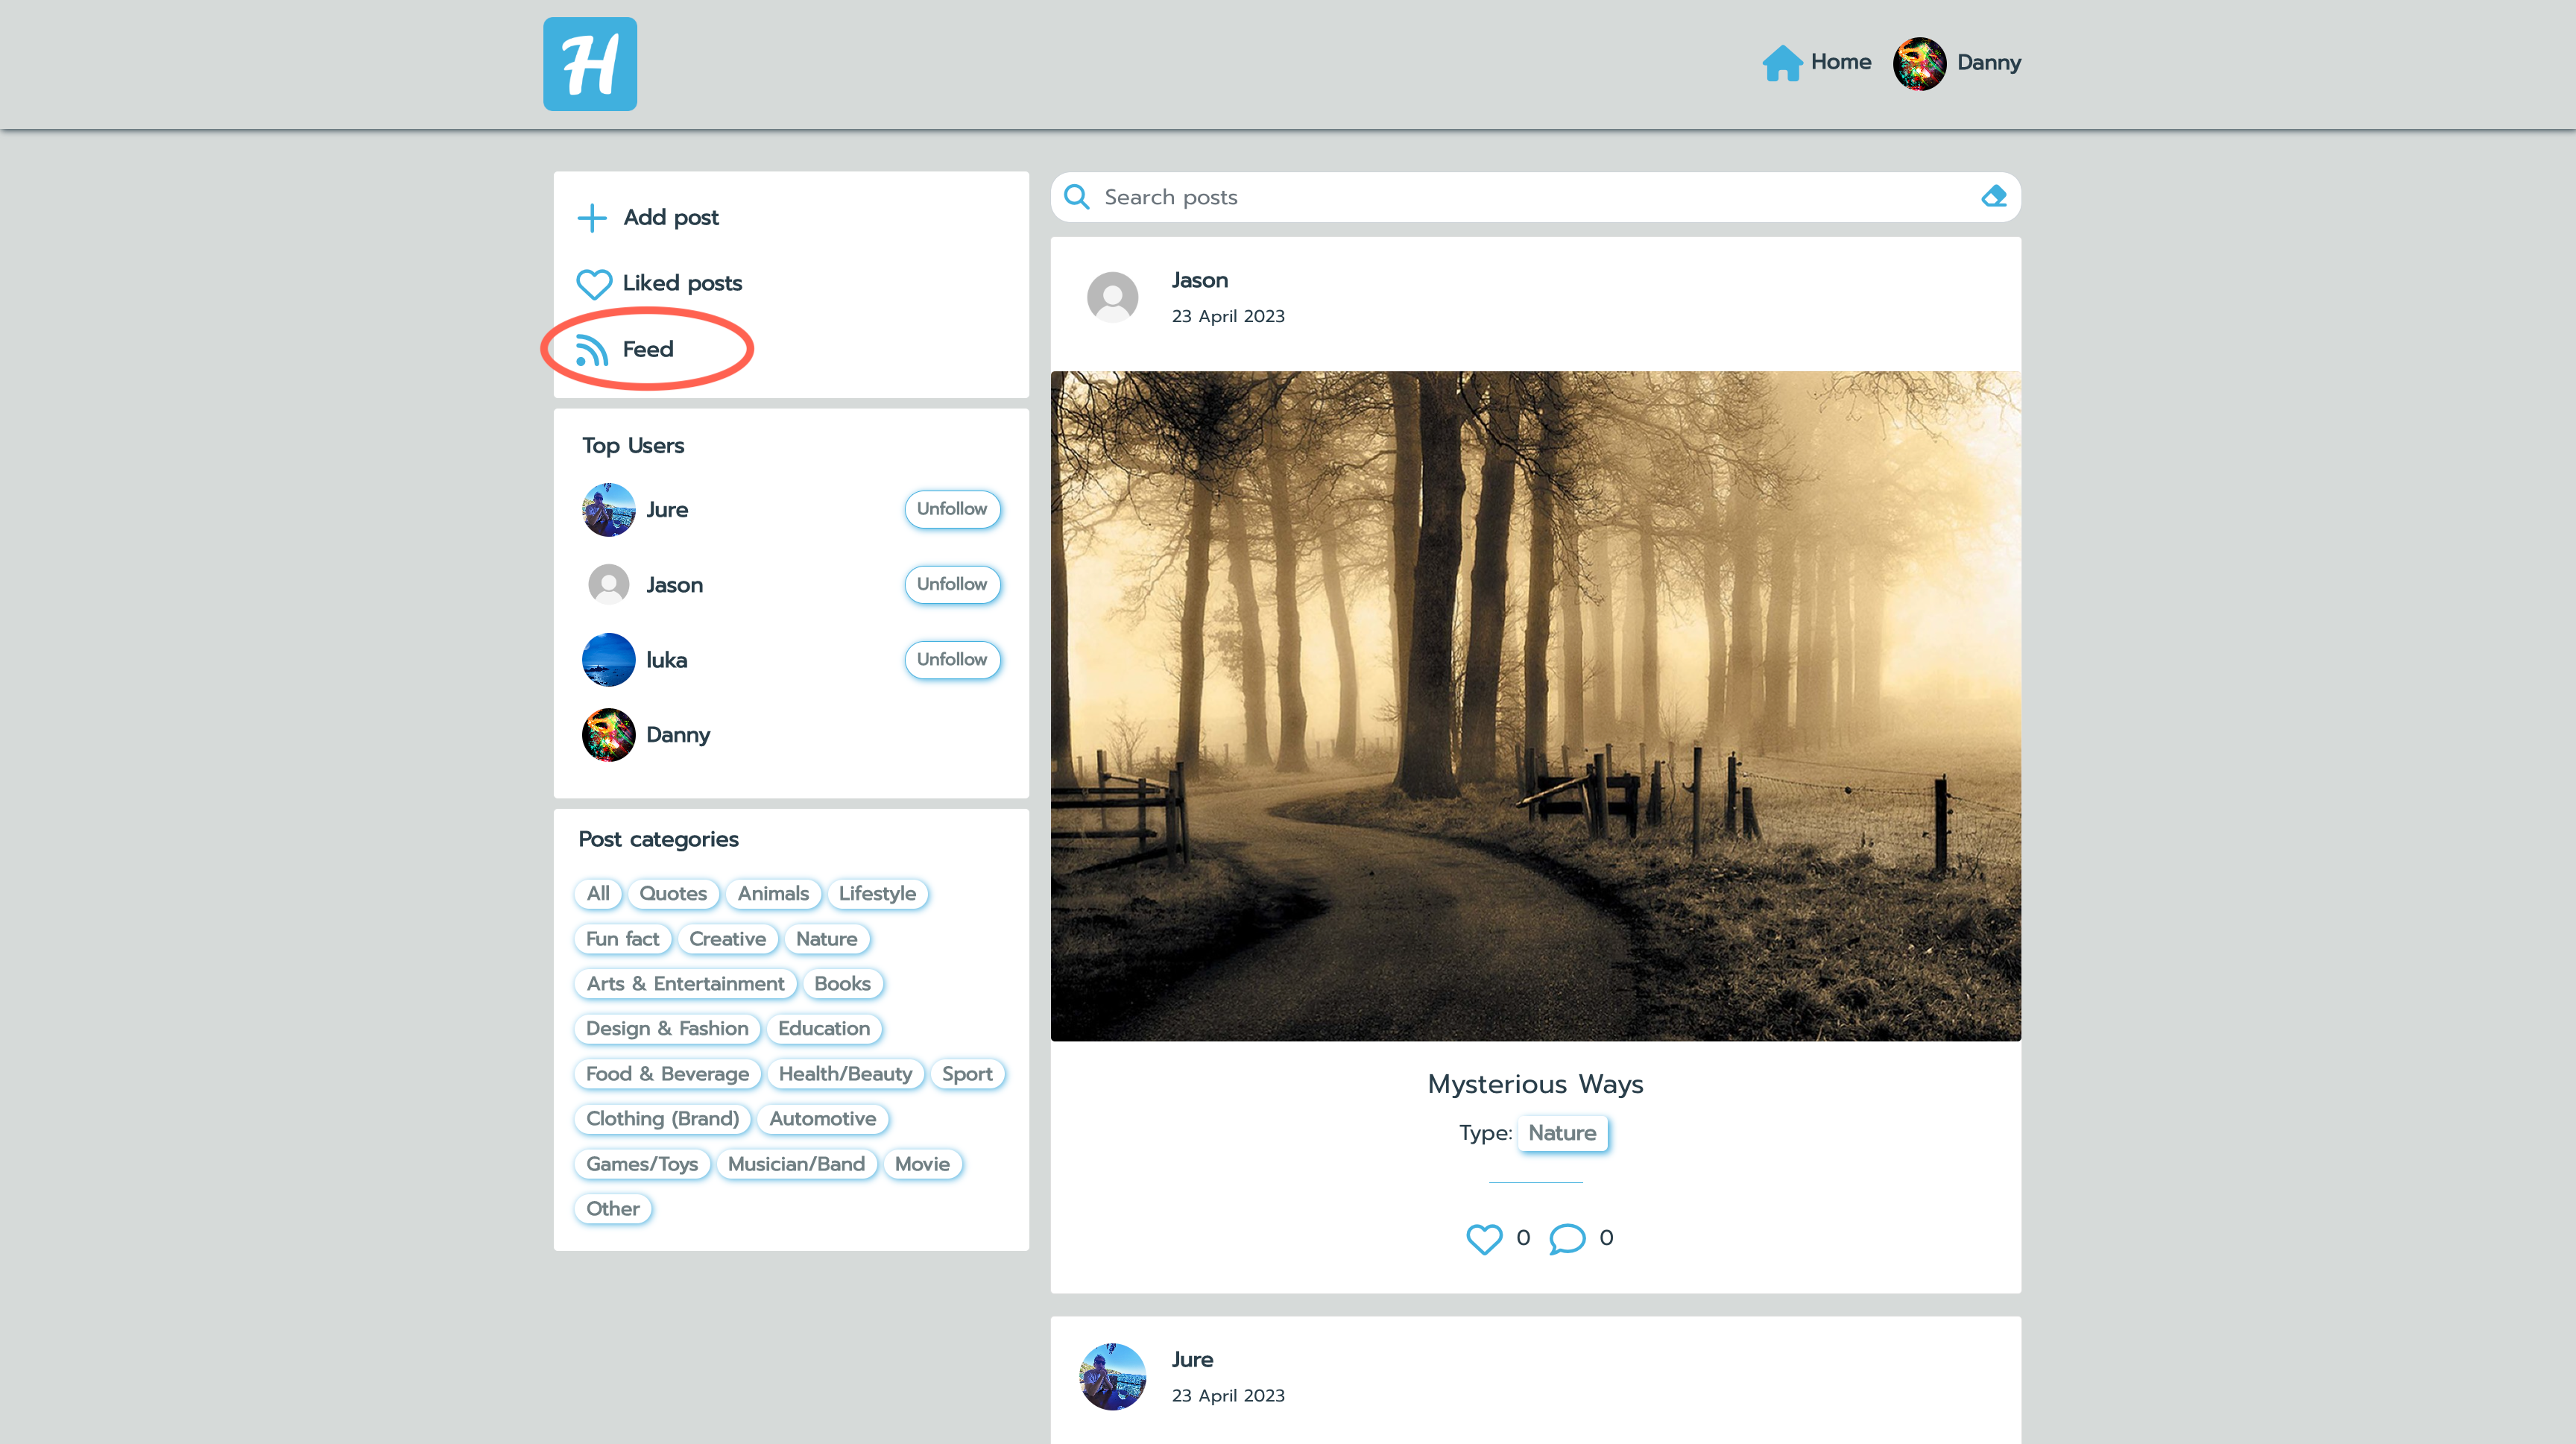 H
Home
Danny
Add post
Liked posts
Feed
Top Users
Jure
Unfollow
Jason
Unfollow
luka
Unfollow
Danny
Post categories
All Quotes Animals Lifestyle
Fun fact Creative Nature
Arts & Entertainment Books
Design & Fashion Education
Food & Beverage Health/Beauty Sport
Clothing (Brand) Automotive
Games/Toys Musician/Band Movie
Other
Search posts
Jason
23 April 2023
Mysterious Ways
Type: Nature
0 0
Jure
23 April 2023